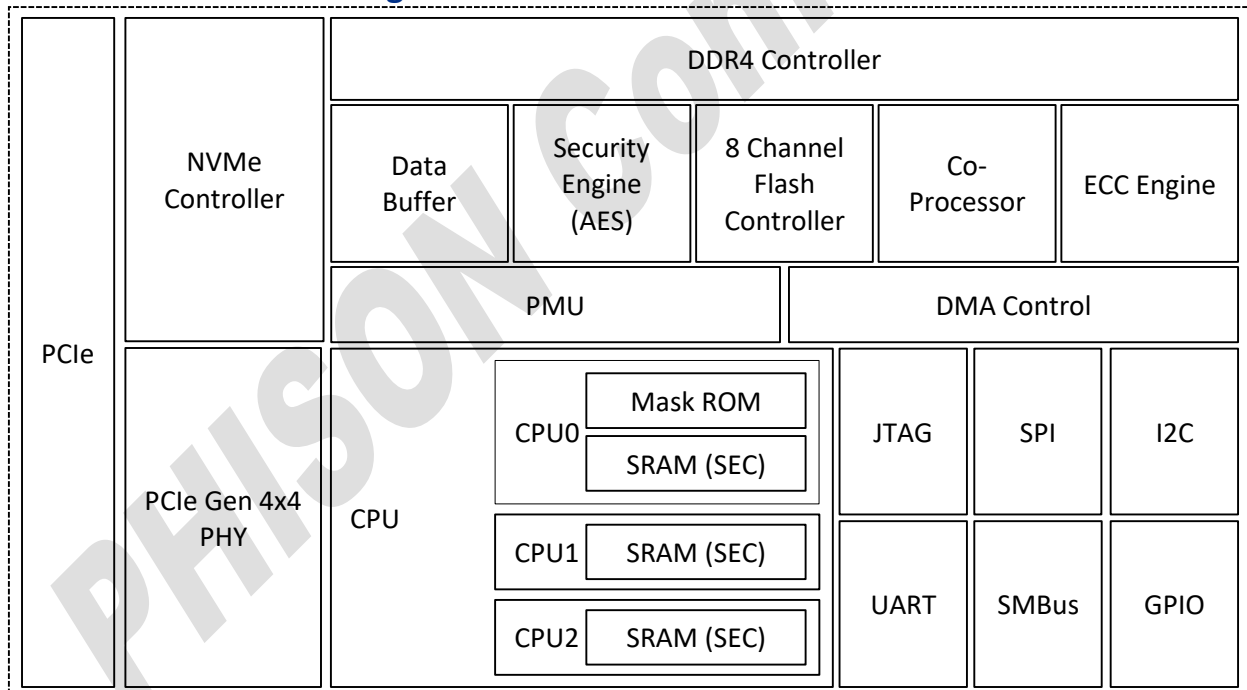 DDR4 Controller
NVMe
Controller
Data
Buffer
Security
Engine
(AES)
8 Channel
Flash
Controller
Co-
Processor
ECC Engine
PMU
DMA Control
PCIe
PCIe Gen 4x4
PHY
CPU
CPU0
Mask ROM
SRAM (SEC)
CPU1
SRAM (SEC)
CPU2
SRAM (SEC)
JTAG
SPI
I2C
UART
SMBus
GPIO
PHISON Com